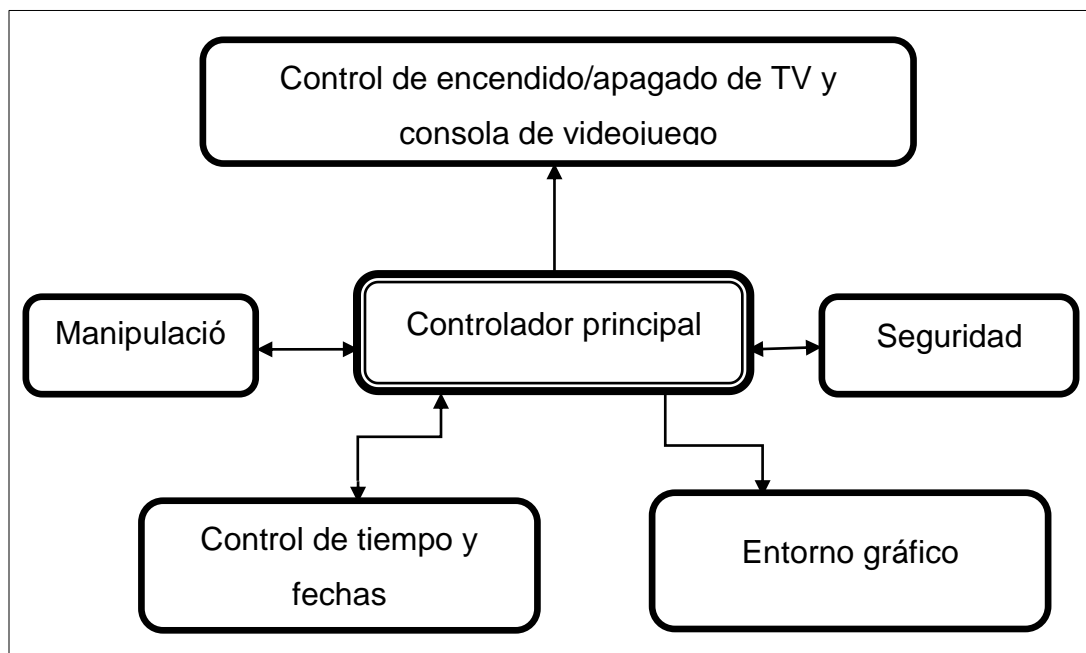 Control de encendido/apagado de TV y
consola de videojuego
Manipulació
Controlador principal
Seguridad
Control de tiempo y
fechas
Entorno gráfico